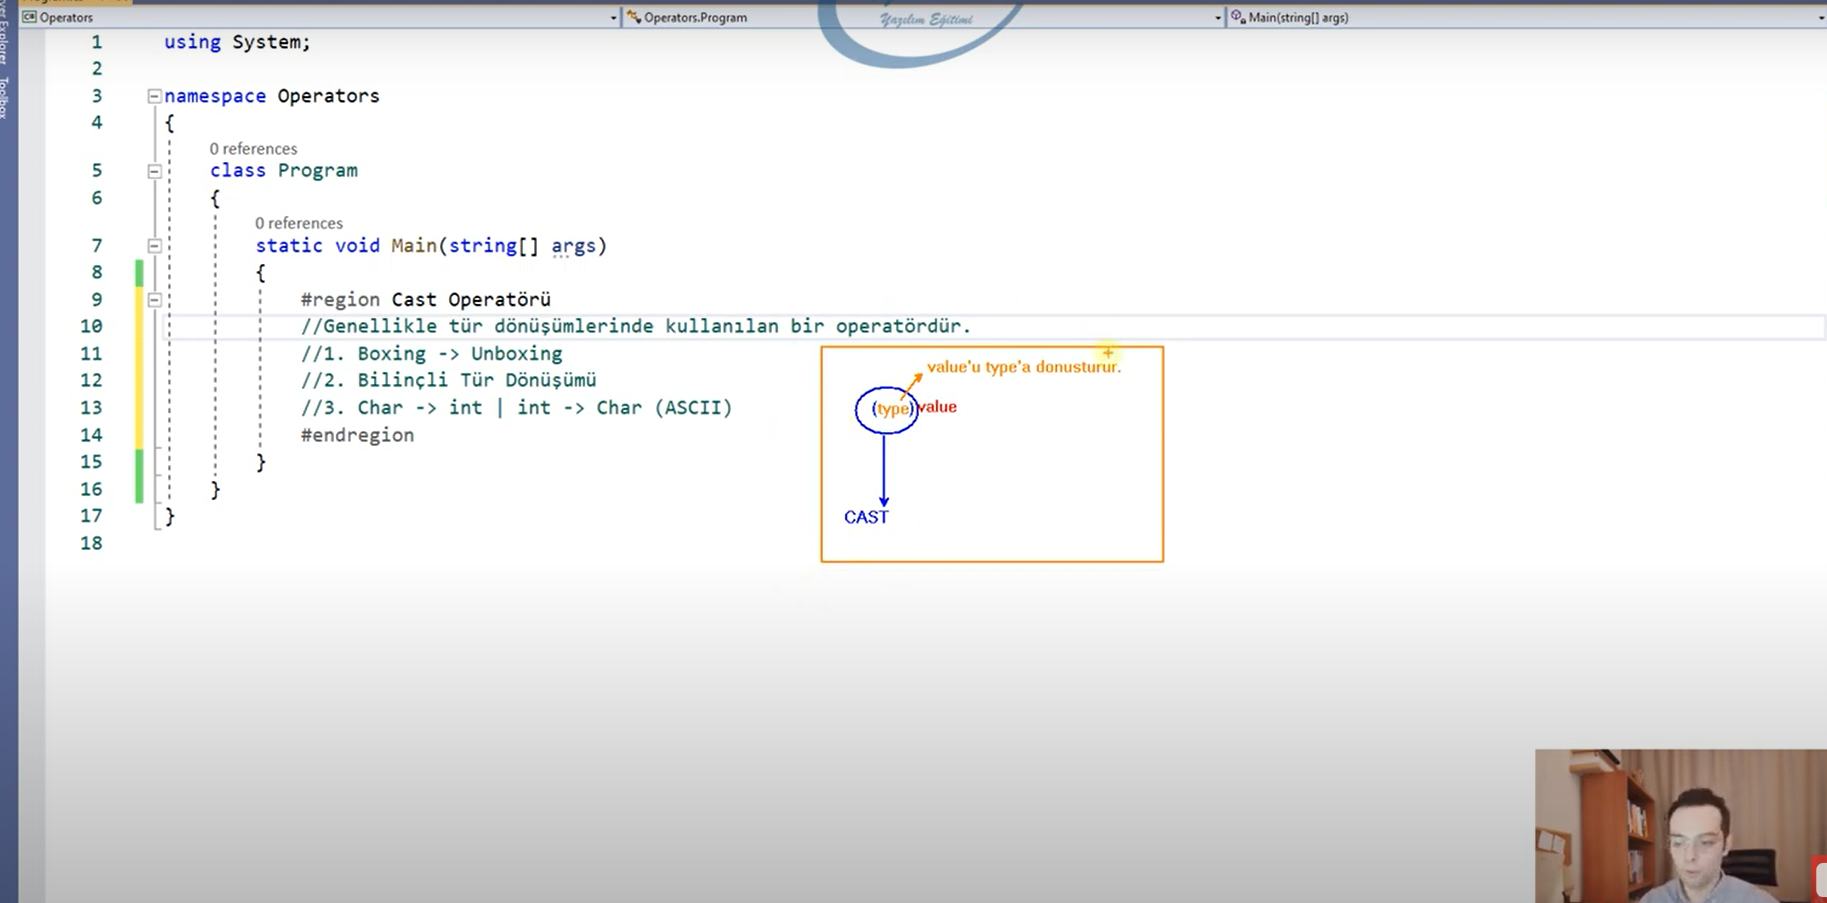 Operators
Operators.Program
Main(string[] args)
Yazılım Eğitimi
Server Explorer
Toolbox
1 using System;
2
3 namespace Operators
4 {
0 references
5 class Program
6 {
0 references
7 static void Main(string[] args)
8 {
9 #region Cast Operatörü
10 //Genellikle tür dönüşümlerinde kullanılan bir operatördür.
11 //1. Boxing -> Unboxing
12 //2. Bilinçli Tür Dönüşümü
13 //3. Char -> int | int -> Char (ASCII)
14 #endregion
15 }
16 }
17 }
18
value'u type'a donusturur.
(type)value
CAST